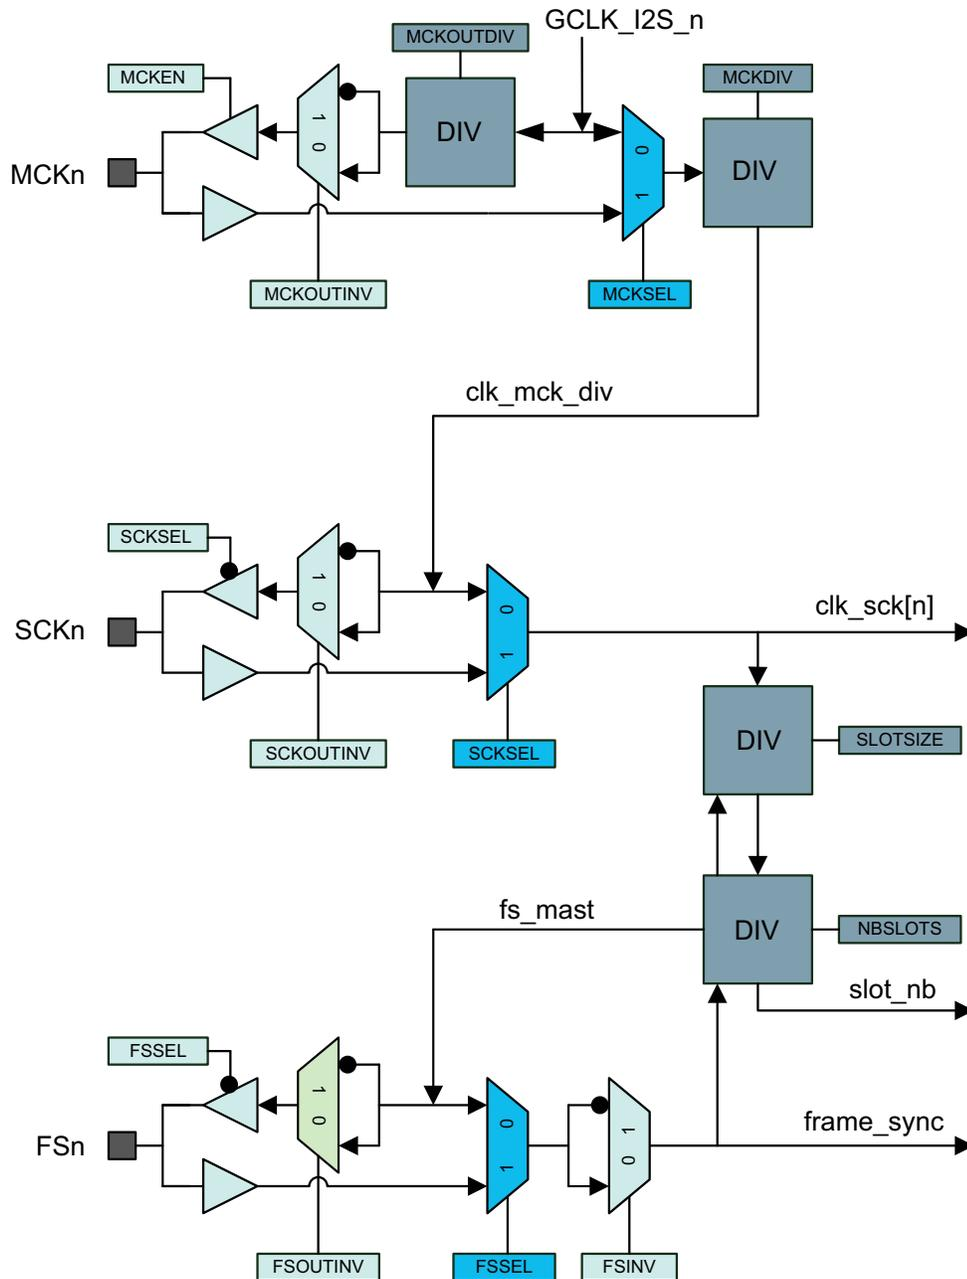 GCLK_I2S_n
MCKOUTDIV
MCKEN
MCKDIV
1
0
DIV
0
1
DIV
MCKn
MCKOUTINV
MCKSEL
clk_mck_div
SCKSEL
1
0
0
1
clk_sck[n]
SCKn
SCKOUTINV
SCKSEL
DIV
SLOTSIZE
fs_mast
DIV
NBSLOTS
slot_nb
FSSEL
1
0
0
1
1
0
frame_sync
FSn
FSOUTINV
FSSEL
FSINV